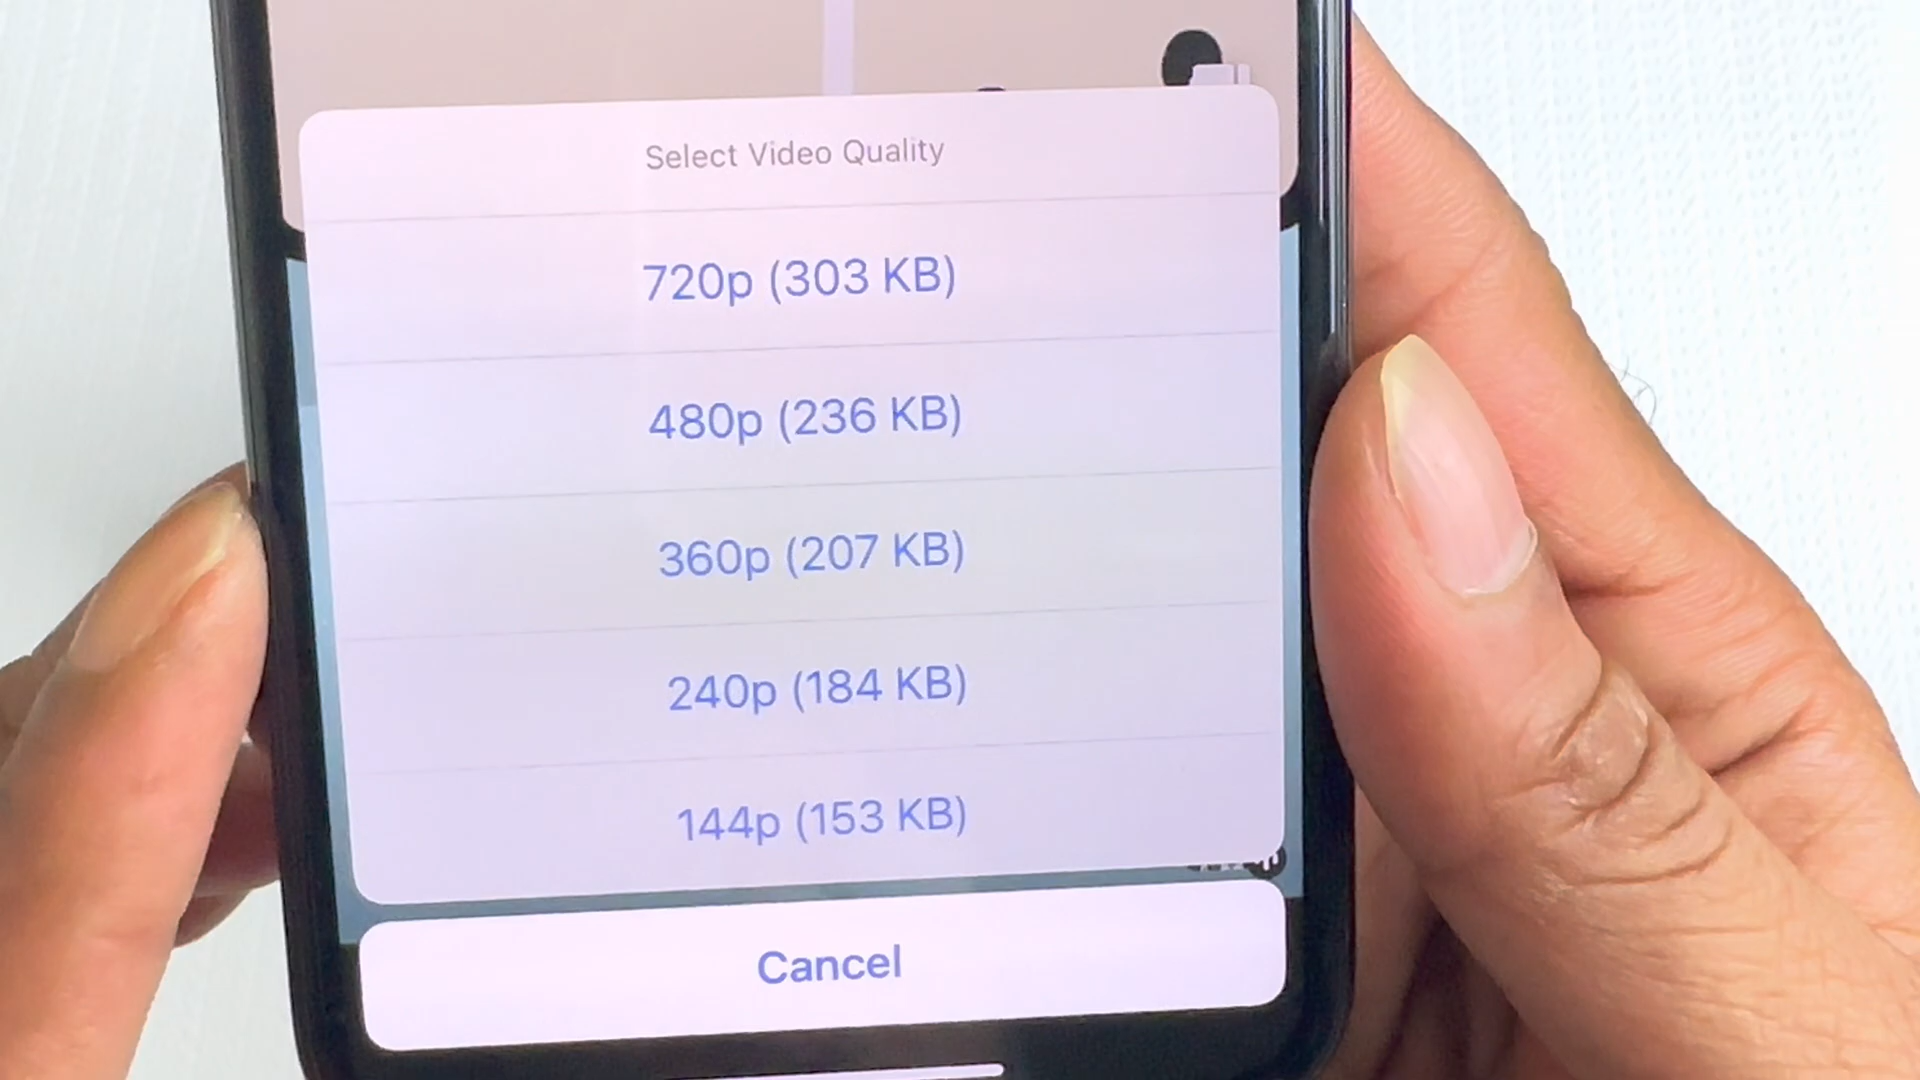 Select Video Quality
720p (303 KB)
480p (236 KB)
360p (207 KB)
240p (184 KB)
144p (153 KB)
Cancel